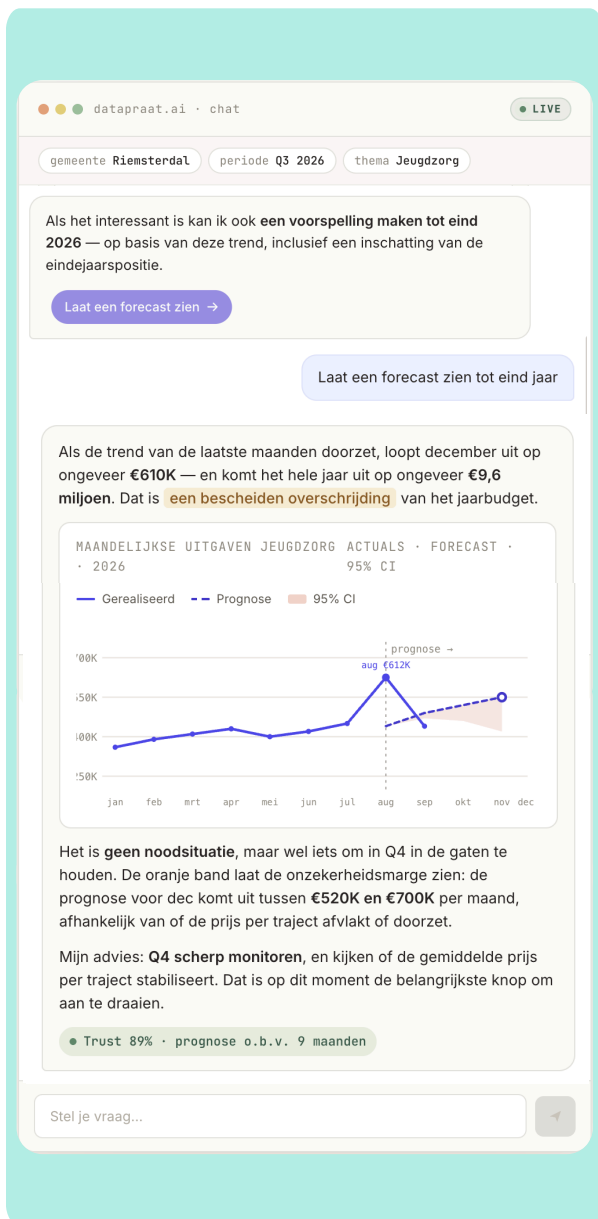 datapraat.ai · chat
LIVE
gemeente Riemsterdal
periode Q3 2026
thema Jeugdzorg
Als het interessant is kan ik ook een voorspelling maken tot eind
2026 — op basis van deze trend, inclusief een inschatting van de
eindejaarspositie.
Laat een forecast zien →
Laat een forecast zien tot eind jaar
Als de trend van de laatste maanden doorzet, loopt december uit op
ongeveer €610K — en komt het hele jaar uit op ongeveer €9,6
miljoen. Dat is een bescheiden overschrijding van het jaarbudget.
MAANDELIJKSE UITGAVEN JEUGDZORG
· 2026
ACTUALS · FORECAST ·
95% CI
Gerealiseerd
Prognose
95% CI
prognose →
aug €612K
00K
50K
00K
50K
jan feb mrt apr mei jun jul aug sep okt nov dec
Het is geen noodsituatie, maar wel iets om in Q4 in de gaten te
houden. De oranje band laat de onzekerheidsmarge zien: de
prognose voor dec komt uit tussen €520K en €700K per maand,
afhankelijk van of de prijs per traject afvlakt of doorzet.
Mijn advies: Q4 scherp monitoren, en kijken of de gemiddelde prijs
per traject stabiliseert. Dat is op dit moment de belangrijkste knop om
aan te draaien.
Trust 89% · prognose o.b.v. 9 maanden
Stel je vraag...